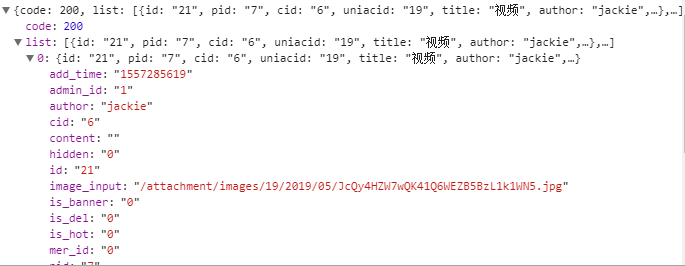 ▼{code: 200, list: [{id: "21", pid: "7", cid: "6", uniacid: "19", title: "视频", author: "jackie",…},…],…}
code: 200
▼list: [{id: "21", pid: "7", cid: "6", uniacid: "19", title: "视频", author: "jackie",…},…]
▼0: {id: "21", pid: "7", cid: "6", uniacid: "19", title: "视频", author: "jackie",…}
add_time: "1557285619"
admin_id: "1"
author: "jackie"
cid: "6"
content: ""
hidden: "0"
id: "21"
image_input: "/attachment/images/19/2019/05/JcQy4HZW7wQK41Q6WEZB5BzL1k1WN5.jpg"
is_banner: "0"
is_del: "0"
is_hot: "0"
mer_id: "0"
pid: "7"